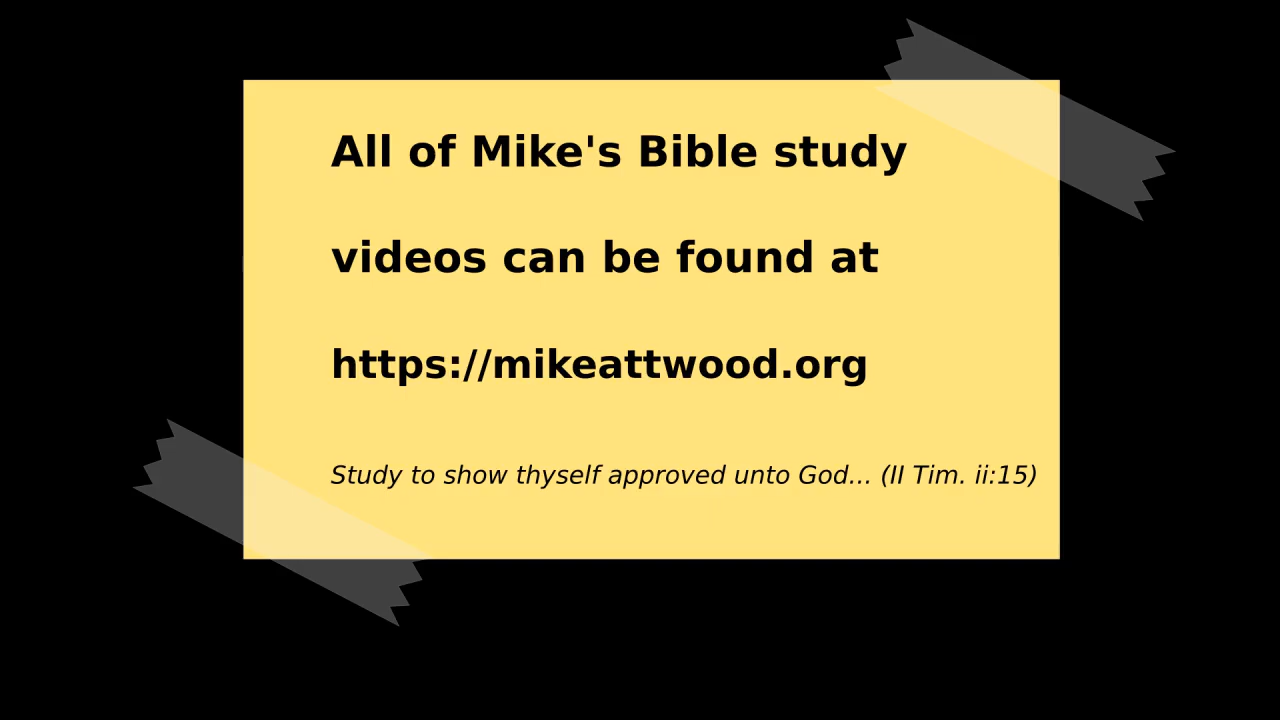 All of Mike's Bible study
videos can be found at
https://mikeattwood.org
Study to show thyself approved unto God... (II Tim. ii:15)